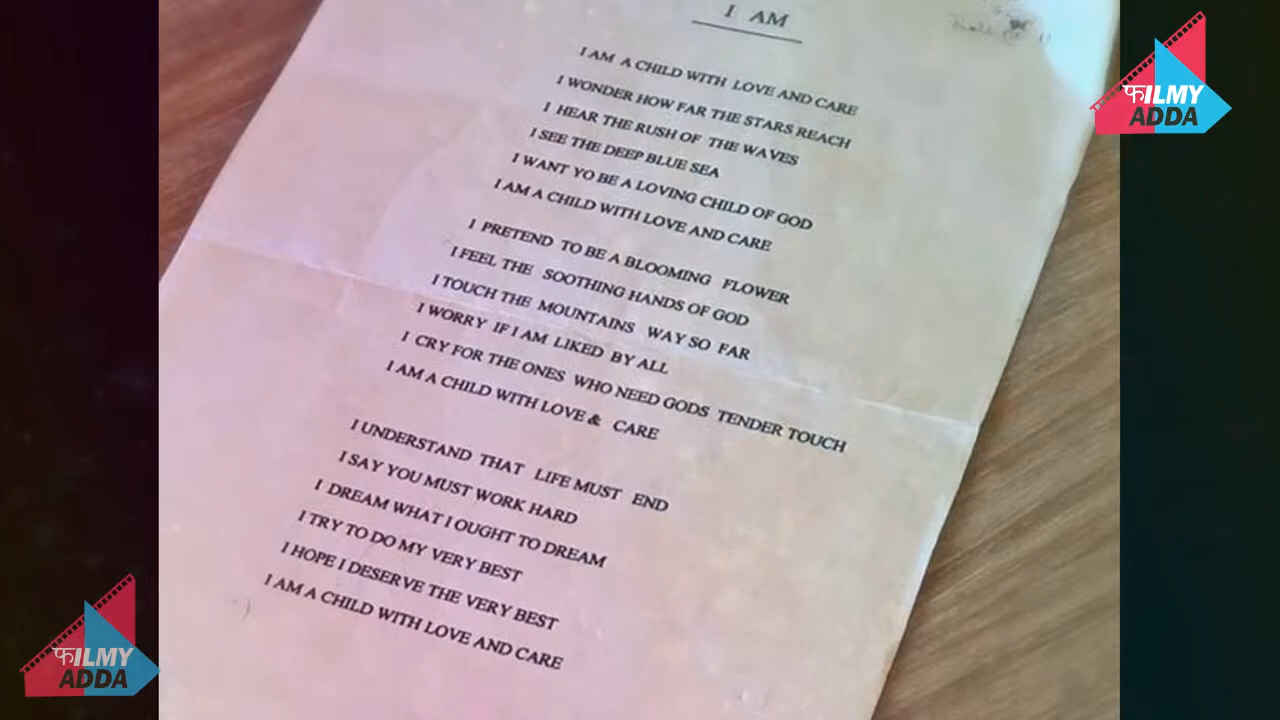 I AM
I AM A CHILD WITH LOVE AND CARE
I WONDER HOW FAR THE STARS REACH
I HEAR THE RUSH OF THE WAVES
I SEE THE DEEP BLUE SEA
I WANT YO BE A LOVING CHILD OF GOD
I AM A CHILD WITH LOVE AND CARE
I PRETEND TO BE A BLOOMING FLOWER
I FEEL THE SOOTHING HANDS OF GOD
I TOUCH THE MOUNTAINS WAY SO FAR
I WORRY IF I AM LIKED BY ALL
I CRY FOR THE ONES WHO NEED GODS TENDER TOUCH
I AM A CHILD WITH LOVE & CARE
I UNDERSTAND THAT LIFE MUST END
I SAY YOU MUST WORK HARD
I DREAM WHAT I OUGHT TO DREAM
I TRY TO DO MY VERY BEST
I HOPE I DESERVE THE VERY BEST
I AM A CHILD WITH LOVE AND CARE
फILMY
ADDA
फILMY
ADDA